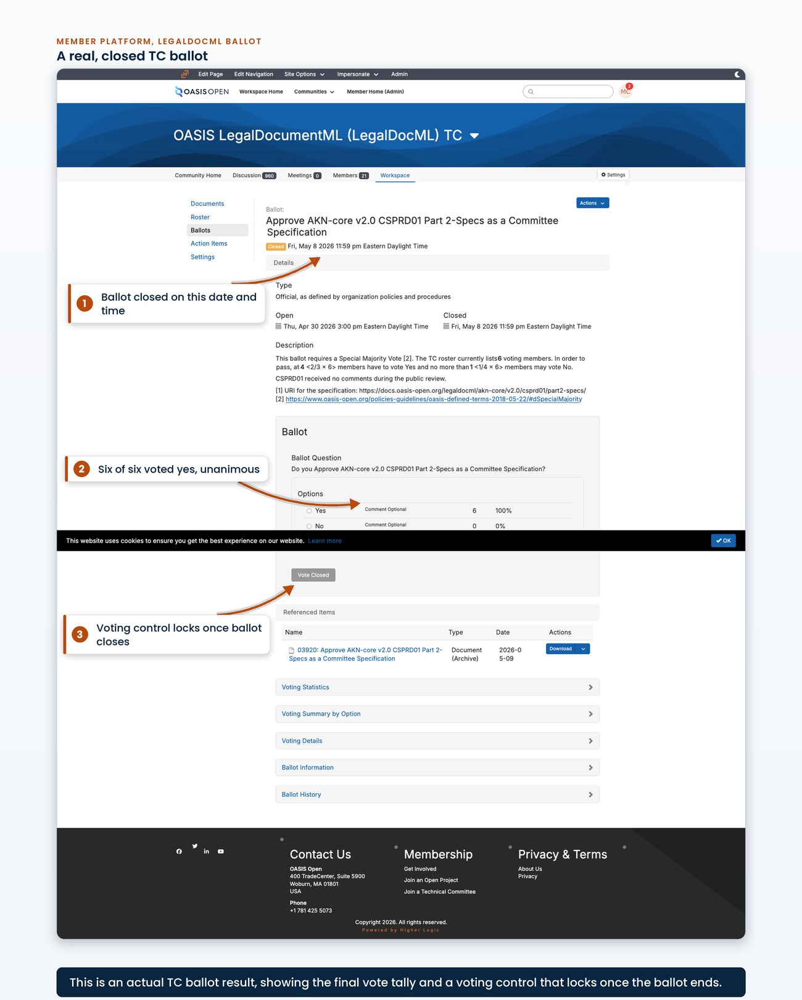 MEMBER PLATFORM, LEGALDOCML BALLOT
A real, closed TC ballot
Edit Page Edit Navigation Site Options Impersonate Admin
OASIS OPEN Workspace Home Communities Member Home (Admin) MC 2
OASIS LegalDocumentML (LegalDocML) TC
Community Home Discussion 960 Meetings 0 Members 21 Workspace Settings
Documents
Roster
Ballots
Action Items
Settings
Actions
Ballot:
Approve AKN-core v2.0 CSPRD01 Part 2-Specs as a Committee
Specification
Closed Fri, May 8 2026 11:59 pm Eastern Daylight Time
Details
1 Ballot closed on this date and
time
Type
Official, as defined by organization policies and procedures
Open Closed
Thu, Apr 30 2026 3:00 pm Eastern Daylight Time Fri, May 8 2026 11:59 pm Eastern Daylight Time
Description
This ballot requires a Special Majority Vote [2]. The TC roster currently lists6 voting members. In order to
pass, at 4 <2/3 × 6> members have to vote Yes and no more than 1 <1/4 × 6> members may vote No.
CSPRD01 received no comments during the public review.
[1] URI for the specification: https://docs.oasis-open.org/legaldocml/akn-core/v2.0/csprd01/part2-specs/
[2] https://www.oasis-open.org/policies-guidelines/oasis-defined-terms-2018-05-22/#dSpecialMajority
Ballot
2 Six of six voted yes, unanimous
Ballot Question
Do you Approve AKN-core v2.0 CSPRD01 Part 2-Specs as a Committee Specification?
Options
Yes Comment Optional 6 100%
No Comment Optional 0 0%
This website uses cookies to ensure you get the best experience on our website. Learn more OK
Vote Closed
3 Voting control locks once ballot
closes
Referenced Items
Name Type Date Actions
03920: Approve AKN-core v2.0 CSPRD01 Part 2- Document 2026-0 Download
Specs as a Committee Specification (Archive) 5-09
Voting Statistics
Voting Summary by Option
Voting Details
Ballot Information
Ballot History
Contact Us Membership Privacy & Terms
OASIS Open Get Involved About Us
400 TradeCenter, Suite 5900 Join an Open Project Privacy
Woburn, MA 01801
USA Join a Technical Committee
Phone
+1 781 425 5073
Copyright 2026. All rights reserved.
Powered by Higher Logic
This is an actual TC ballot result, showing the final vote tally and a voting control that locks once the ballot ends.